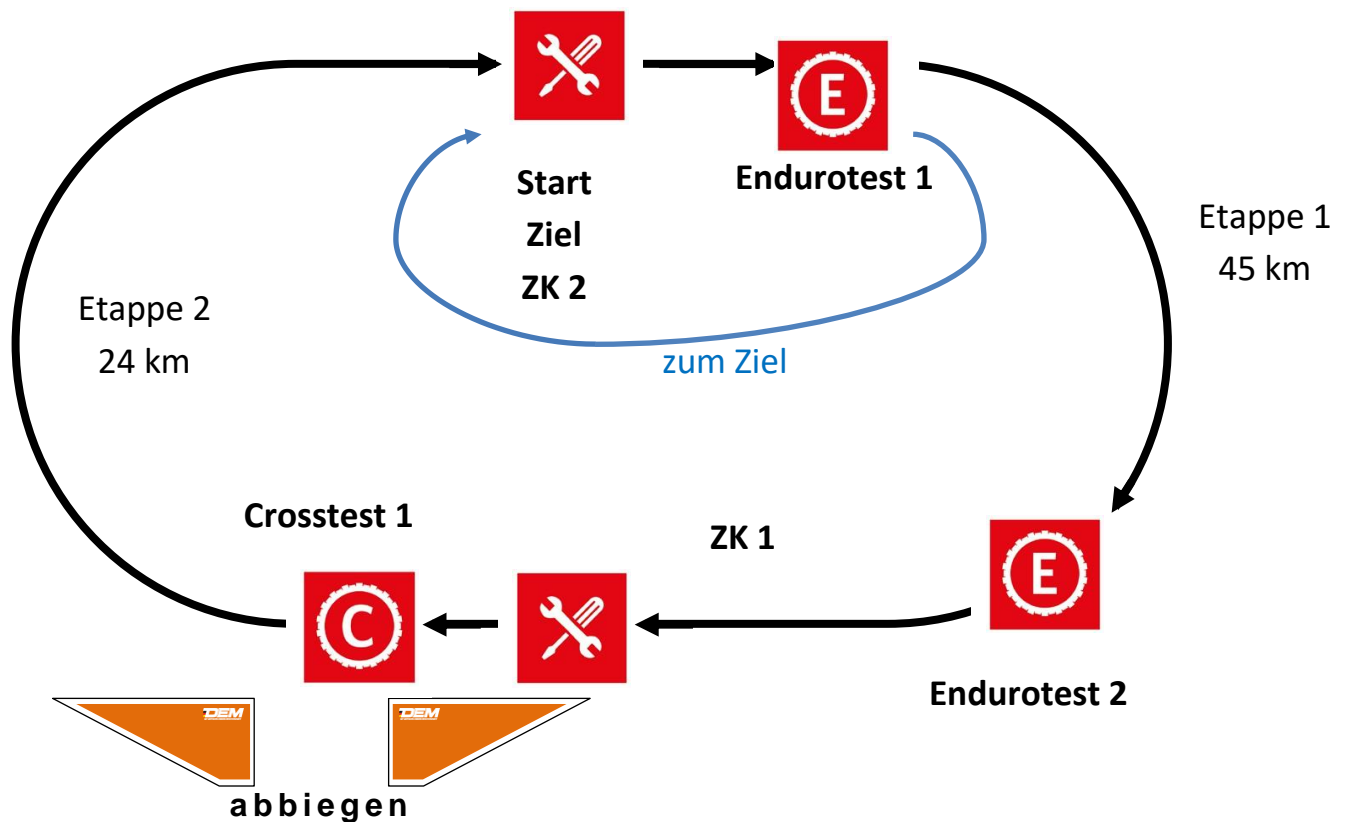 E
Start
Ziel
ZK 2
Endurotest 1
Etappe 1
45 km
Etappe 2
24 km
zum Ziel
Crosstest 1
ZK 1
E
C
Endurotest 2
DEM
DEM
abbiegen